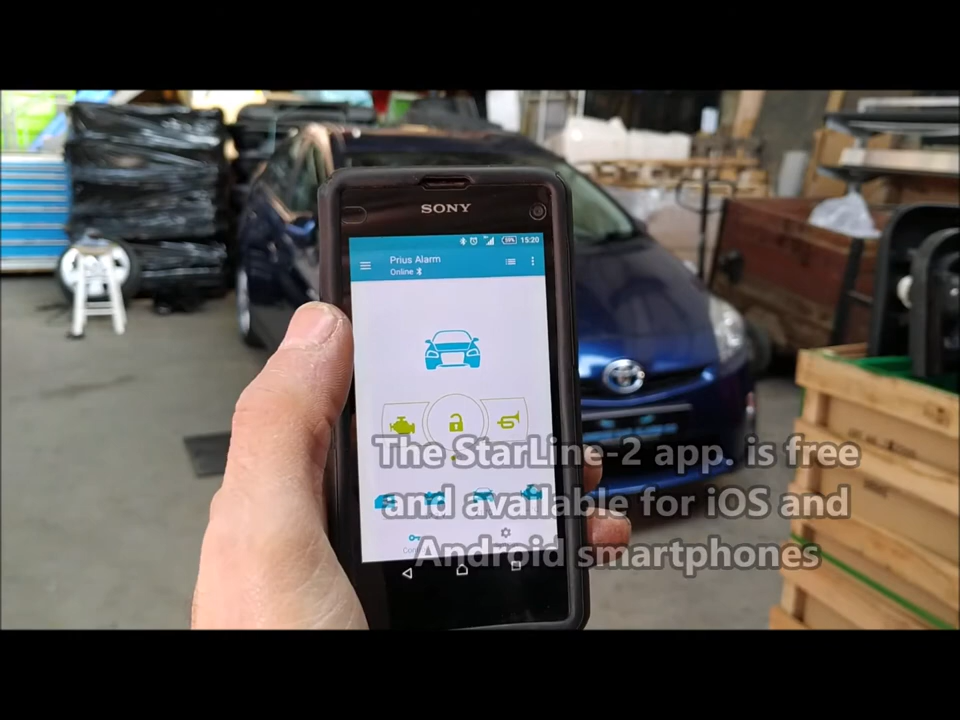 SONY
15:20
Prius Alarm
Online
The StarLine-2 app. is free
and available for iOS and
Android smartphones